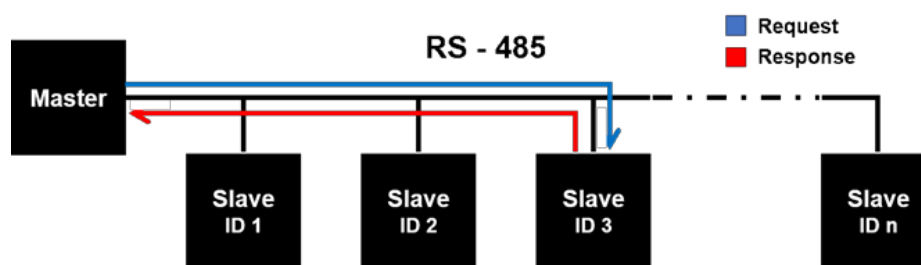 RS - 485
Request
Response
Master
Slave
ID 1
Slave
ID 2
Slave
ID 3
Slave
ID n